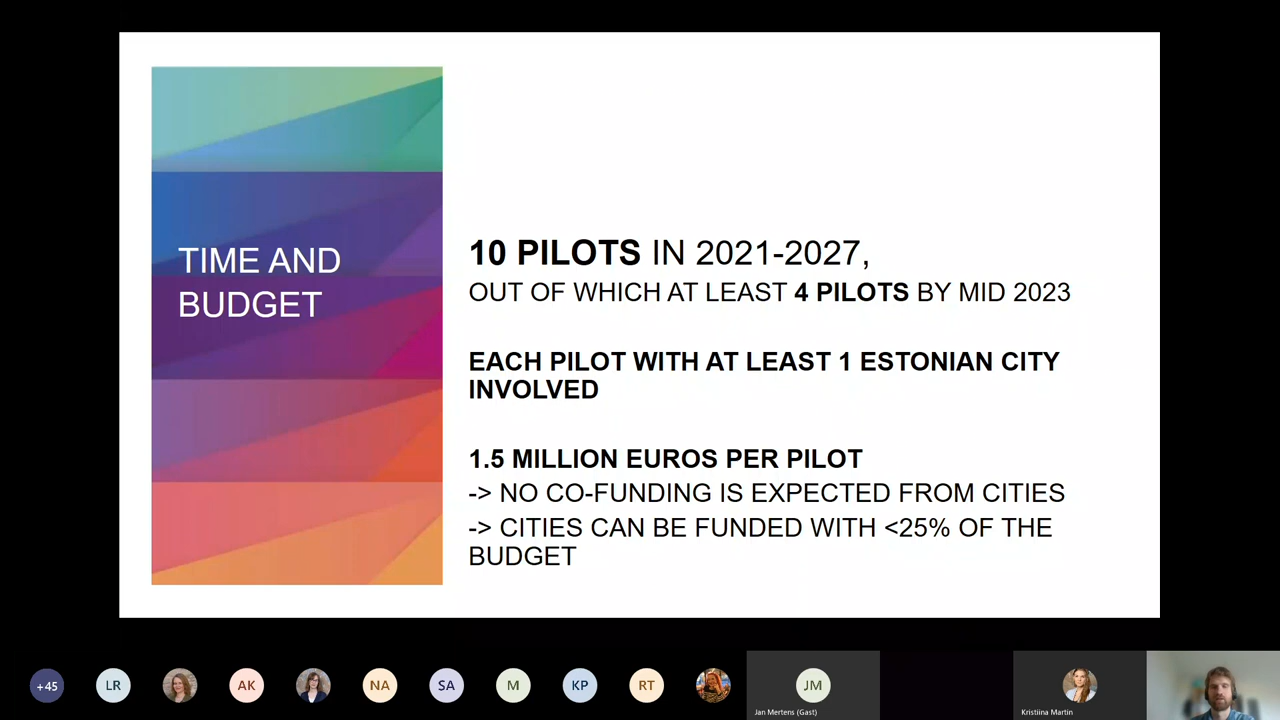 TIME AND
BUDGET
10 PILOTS IN 2021-2027,
OUT OF WHICH AT LEAST 4 PILOTS BY MID 2023
EACH PILOT WITH AT LEAST 1 ESTONIAN CITY
INVOLVED
1.5 MILLION EUROS PER PILOT
-> NO CO-FUNDING IS EXPECTED FROM CITIES
-> CITIES CAN BE FUNDED WITH <25% OF THE
BUDGET
+45
LR
AK
NA
SA
M
KP
RT
JM
Jan Mertens (Gast)
Kristiina Martin